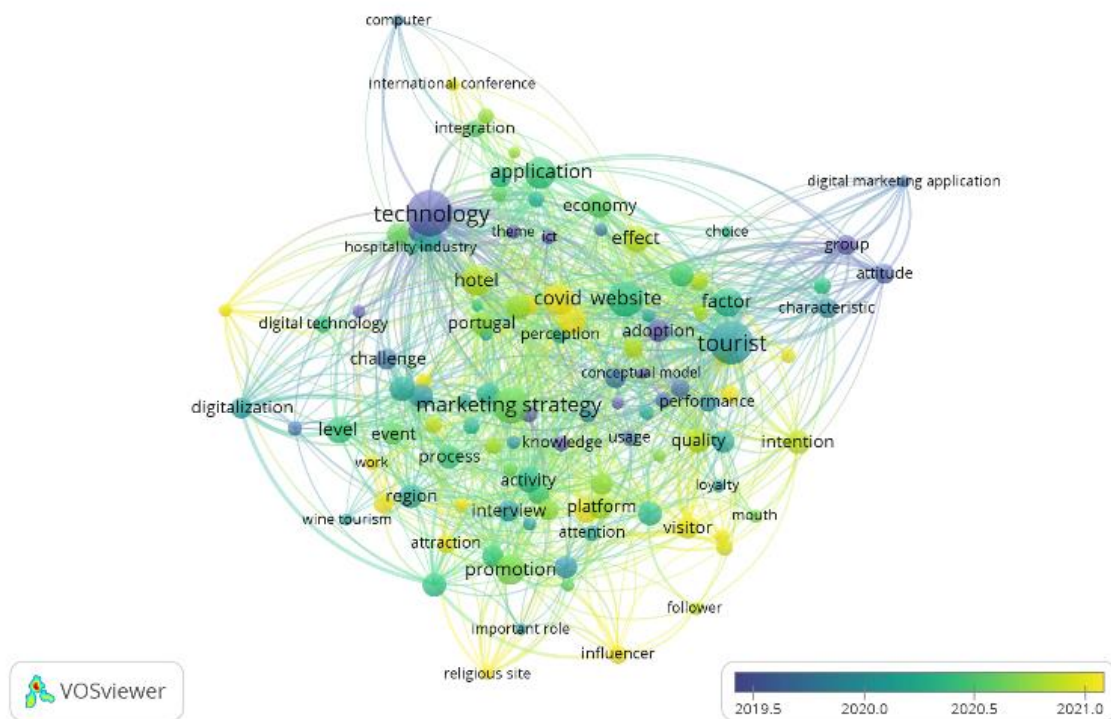 computer
international conference
integration
application
digital marketing application
technology
economy
theme
ict
effect
choice
group
hospitality industry
attitude
hotel
covid
website
factor
characteristic
digital technology
portugal
perception
adoption
tourist
challenge
conceptual model
digitalization
marketing strategy
performance
level
event
knowledge
usage
quality
intention
work
process
activity
loyalty
region
interview
platform
wine tourism
attention
visitor
mouth
attraction
promotion
follower
important role
influencer
religious site
VOSviewer
2019.5 2020.0 2020.5 2021.0